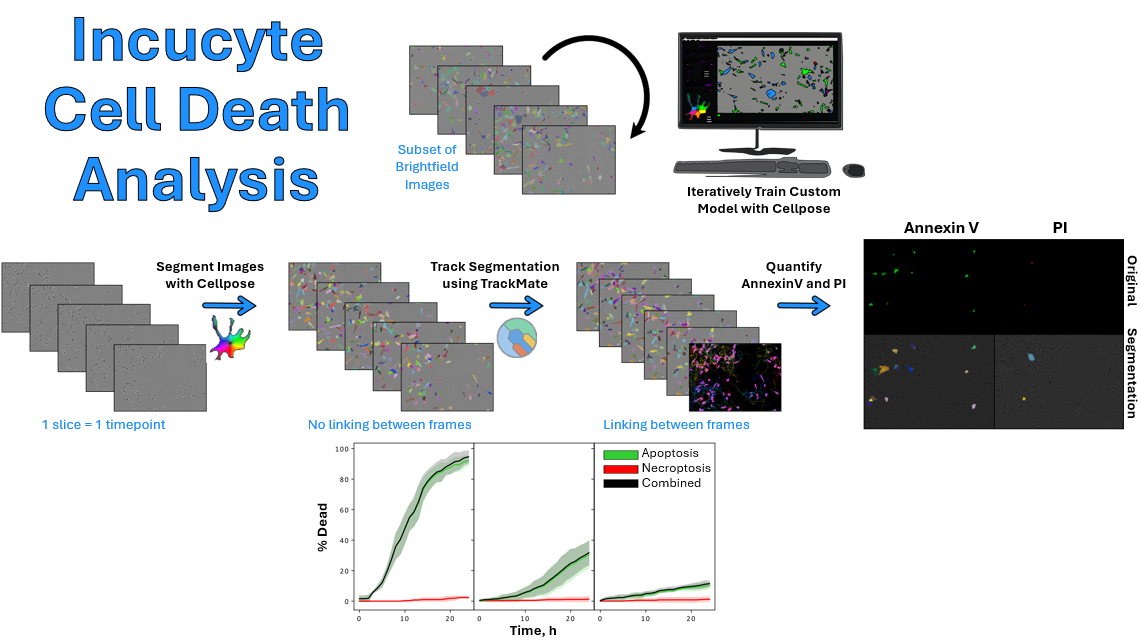 Incucyte
Cell Death
Analysis
Subset of
Brightfield
Images
Iteratively Train Custom
Model with Cellpose
Segment Images
with Cellpose
1 slice = 1 timepoint
Track Segmentation
using TrackMate
No linking between frames
Quantify
AnnexinV and PI
Linking between frames
Annexin V
PI
Original
Segmentation
% Dead
100
80
60
40
20
0
0
10
20
0
10
20
0
10
20
Apoptosis
Necroptosis
Combined
Time, h